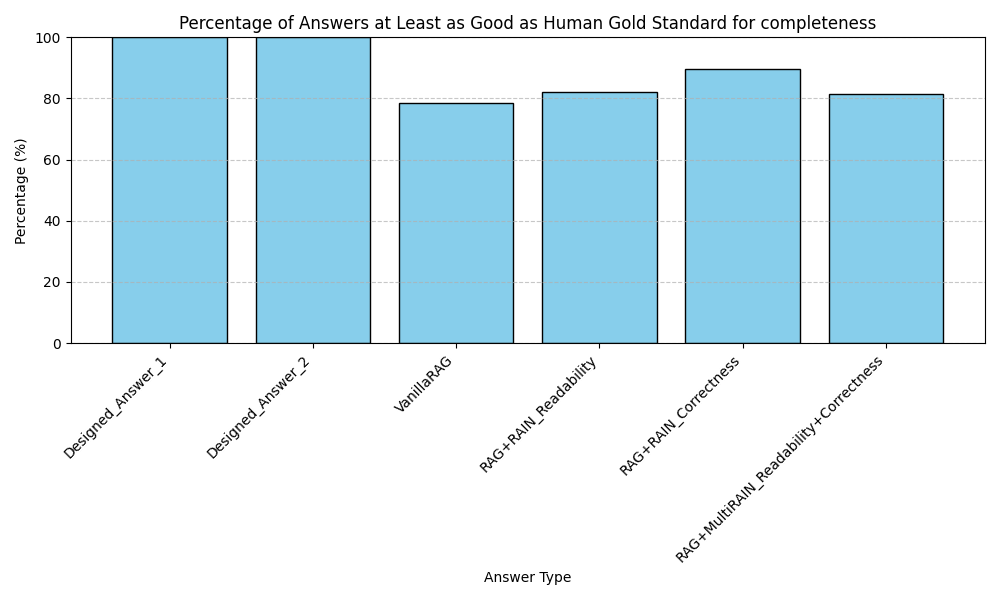 Percentage of Answers at Least as Good as Human Gold Standard for completeness
Percentage (%)
100
80
60
40
20
0
Designed_Answer_1
Designed_Answer_2
VanillaRAG
RAG+RAIN_Readability
RAG+RAIN_Correctness
RAG+MultiRAIN_Readability+Correctness
Answer Type